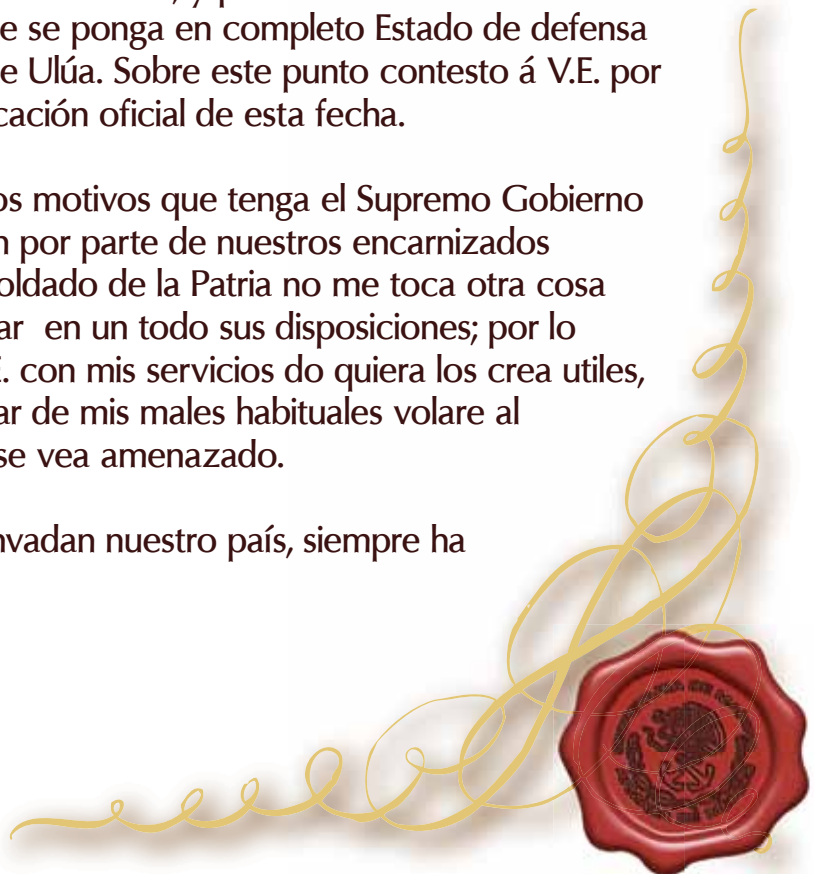 e se ponga en completo Estado de defensa
e Ulúa. Sobre este punto contesto á V.E. por
cación oficial de esta fecha.
os motivos que tenga el Supremo Gobierno
n por parte de nuestros encarnizados
oldado de la Patria no me toca otra cosa
ar en un todo sus disposiciones; por lo
E. con mis servicios do quiera los crea utiles,
ar de mis males habituales volare al
se vea amenazado.
nvadan nuestro país, siempre ha